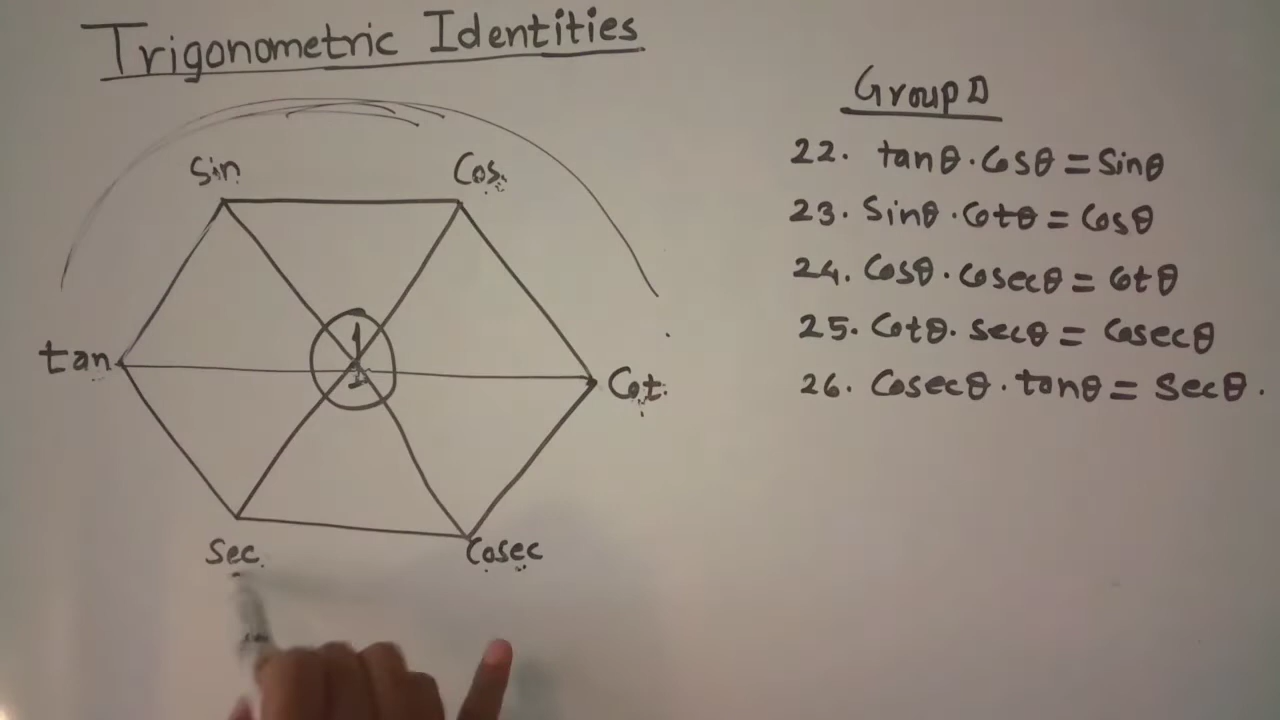 Trigonometric Identities
Sin
Cos
tan
1
Cot
Sec
Cosec
Group D
22. tanθ · Cosθ = Sinθ
23. Sinθ · Cotθ = Cosθ
24. Cosθ · Cosecθ = Cotθ
25. Cotθ · secθ = Cosecθ
26. Cosecθ · tanθ = Secθ.